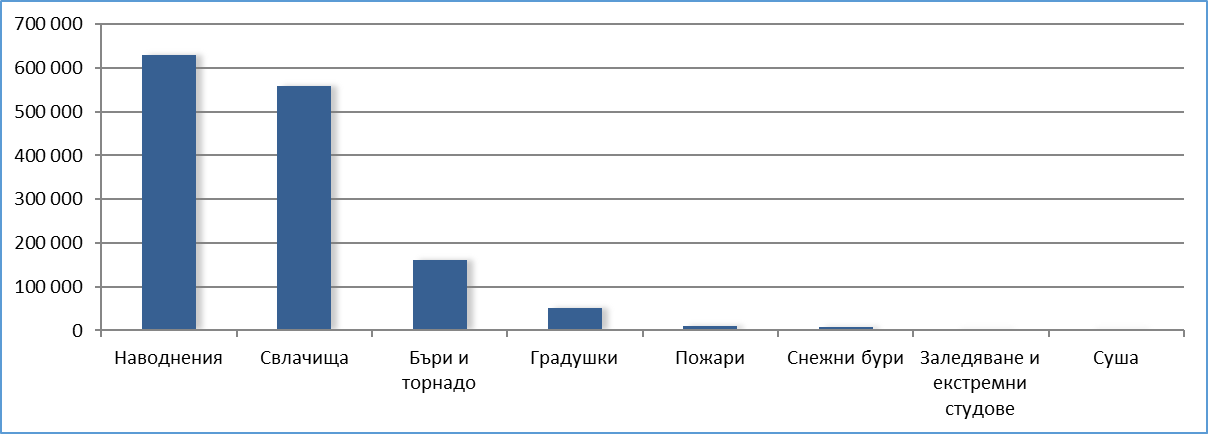 700 000
600 000
500 000
400 000
300 000
200 000
100 000
0
Наводнения
Свлачища
Бъри и
торнадо
Градушки
Пожари
Снежни бури
Заледяване и
екстремни
студове
Суша